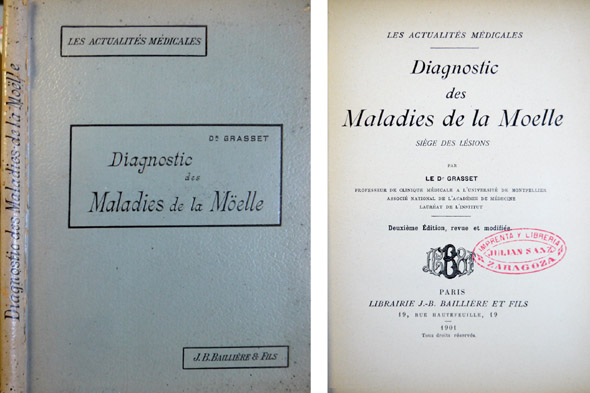 Diagnostic des Maladies de la Moëlle
LES ACTUALITÉS MÉDICALES
Dr GRASSET
Diagnostic
des
Maladies de la Möelle
J. B. BAILLIÈRE & FILS
LES ACTUALITÉS MÉDICALES
Diagnostic
des
Maladies de la Moelle
SIÈGE DES LÉSIONS
PAR
LE Dr GRASSET
PROFESSEUR DE CLINIQUE MÉDICALE A L'UNIVERSITÉ DE MONTPELLIER
ASSOCIÉ NATIONAL DE L'ACADÉMIE DE MÉDECINE
LAURÉAT DE L'INSTITUT
Deuxième Édition, revue et modifiée
IMPRENTA Y LIBRERIA
JULIAN SANZ
ZARAGOZA
PARIS
LIBRAIRIE J.-B. BAILLIÈRE ET FILS
19, RUE HAUTEFEUILLE, 19
1901
Tous droits réservés